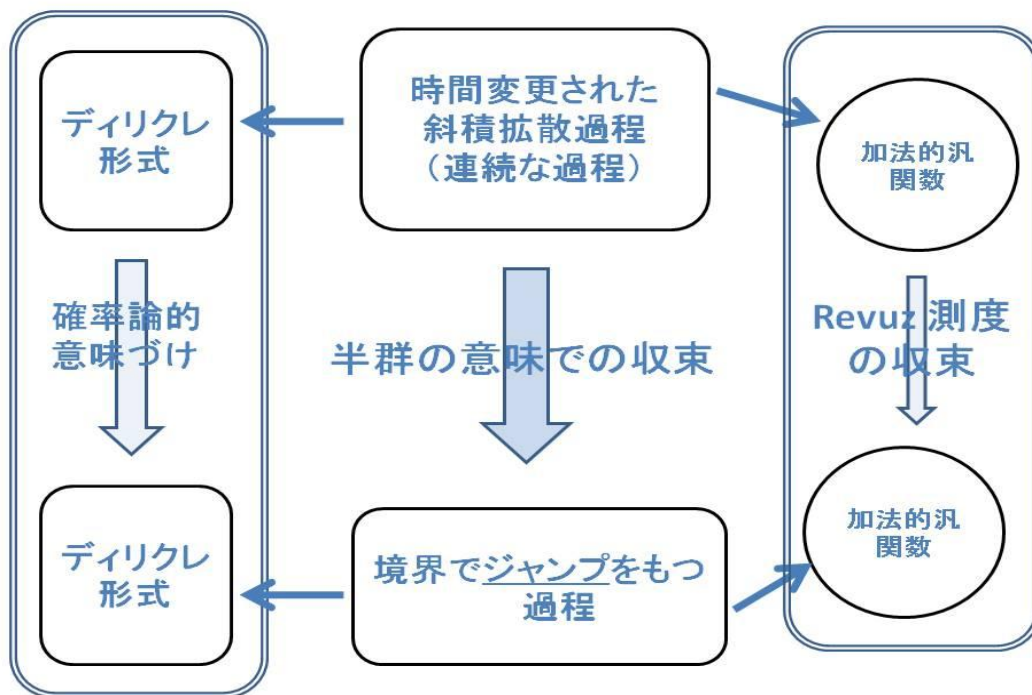 ディリクレ
形式
時間変更された
斜積拡散過程
(連続な過程)
加法的汎
関数
確率論的
意味づけ
半群の意味での収束
Revuz 測度
の収束
ディリクレ
形式
境界でジャンプをもつ
過程
加法的汎
関数